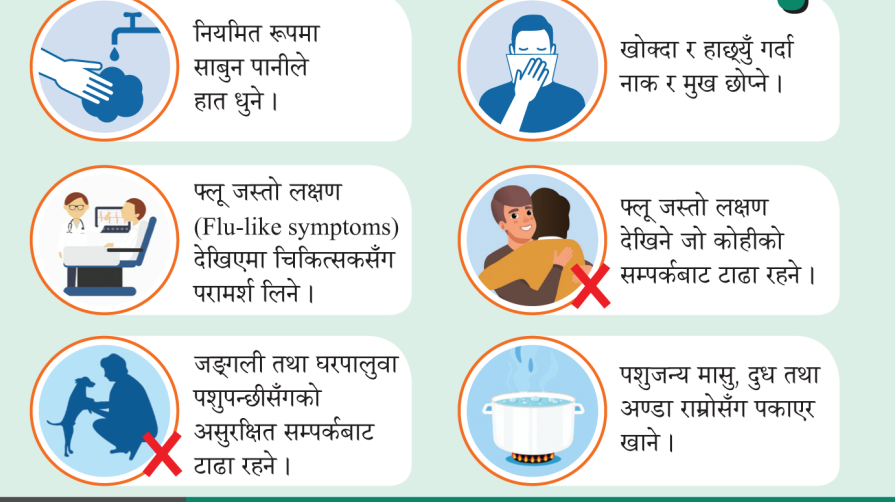 नियमित रूपमा
साबुन पानीले
हात धुने ।
खोक्दा र हाछ्युँ गर्दा
नाक र मुख छोप्ने ।
फ्लू जस्तो लक्षण
(Flu-like symptoms)
देखिएमा चिकित्सकसँग
परामर्श लिने ।
फ्लू जस्तो लक्षण
देखिने जो कोहीको
सम्पर्कबाट टाढा रहने ।
जङ्गली तथा घरपालुवा
पशुपन्छीसँगको
असुरक्षित सम्पर्कबाट
टाढा रहने ।
पशुजन्य मासु, दुध तथा
अण्डा राम्रोसँग पकाएर
खाने ।